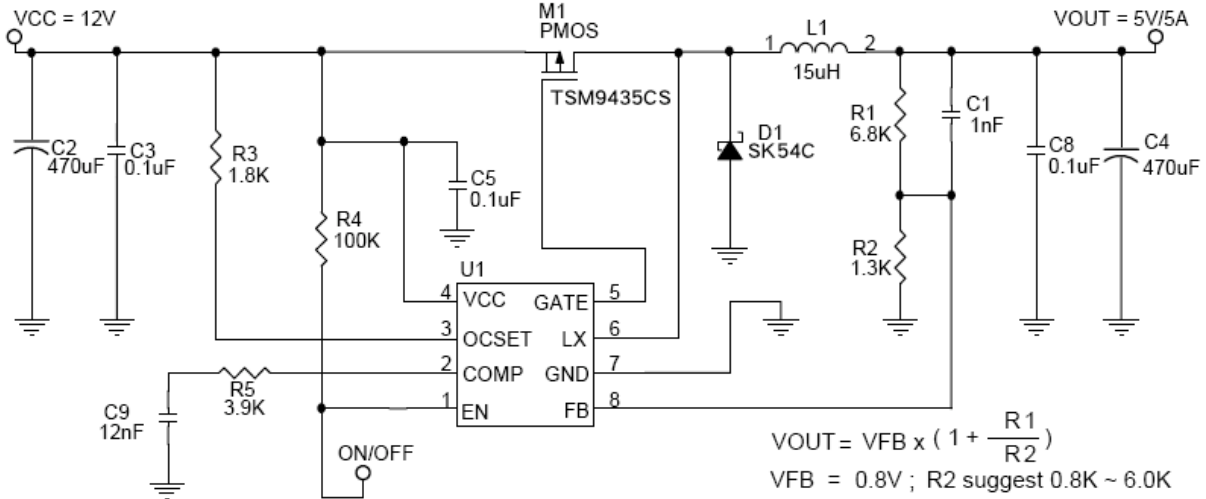 VCC = 12V
M1
PMOS
TSM9435CS
VOUT = 5V/5A
1
L1
2
15uH
C2
470uF
C3
0.1uF
R3
1.8K
R4
100K
C5
0.1uF
D1
SK54C
R1
6.8K
C1
1nF
R2
1.3K
C8
0.1uF
C4
470uF
U1
4
VCC
GATE
5
3
OCSET
LX
6
2
COMP
GND
7
1
EN
FB
8
R5
3.9K
C9
12nF
ON/OFF
VOUT = VFB x ( 1 + R1 / R2 )
VFB = 0.8V ; R2 suggest 0.8K ~ 6.0K